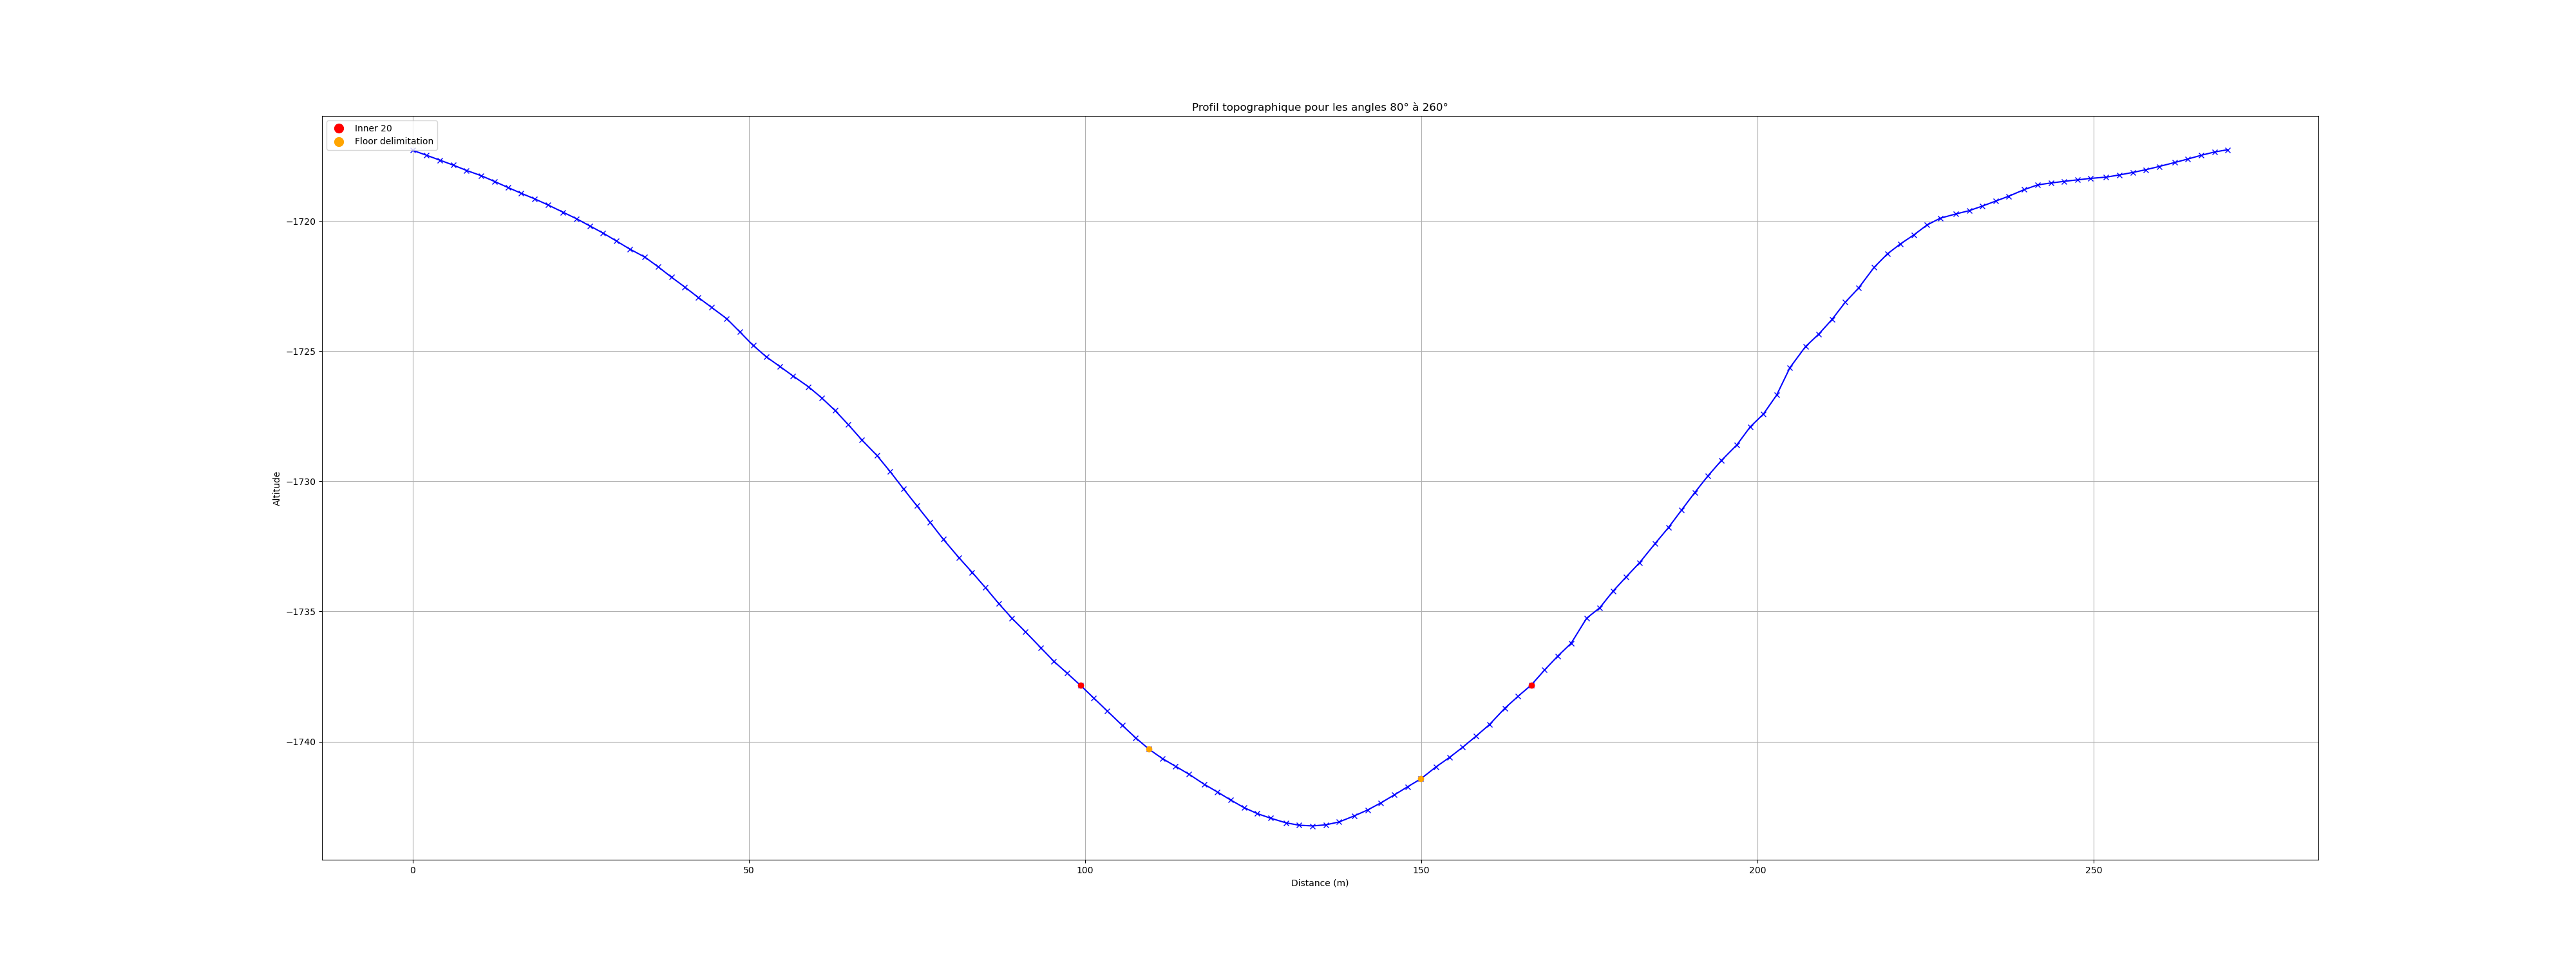 Profil topographique pour les angles 80° à 260°
Inner 20
Floor delimitation
−1720
−1725
−1730
−1735
−1740
Altitude
0 50 100 150 200 250
Distance (m)